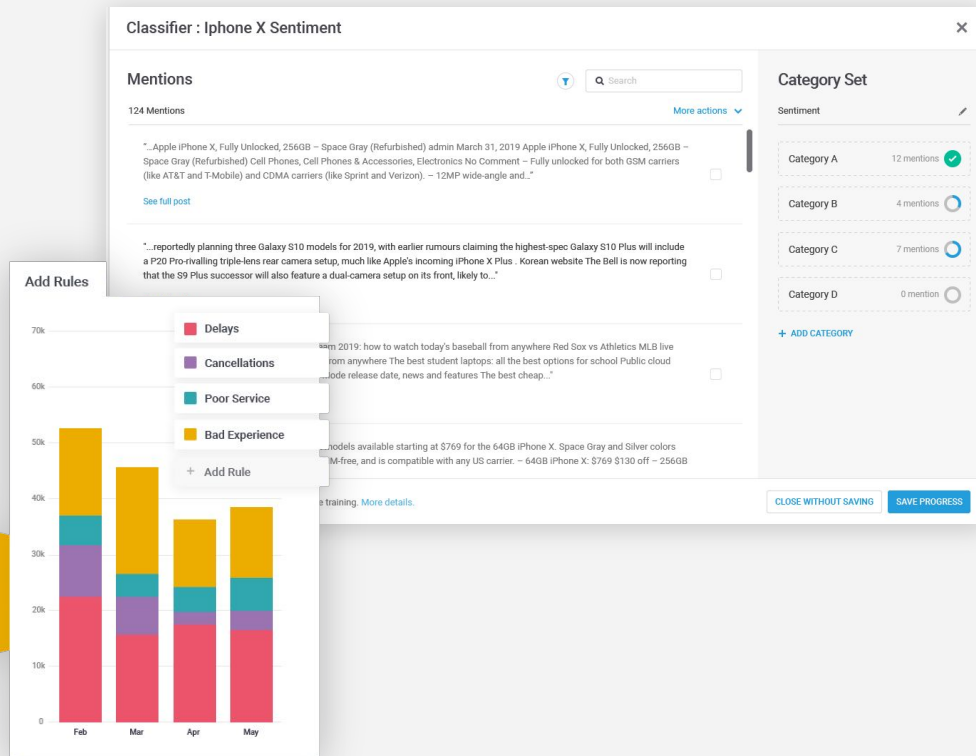 Classifier : Iphone X Sentiment
Mentions
Search
124 Mentions
More actions
"...Apple iPhone X, Fully Unlocked, 256GB – Space Gray (Refurbished) admin March 31, 2019 Apple iPhone X, Fully Unlocked, 256GB –
Space Gray (Refurbished) Cell Phones, Cell Phones & Accessories, Electronics No Comment – Fully unlocked for both GSM carriers
(like AT&T and T-Mobile) and CDMA carriers (like Sprint and Verizon). – 12MP wide-angle and..."
See full post
"...reportedly planning three Galaxy S10 models for 2019, with earlier rumours claiming the highest-spec Galaxy S10 Plus will include
a P20 Pro-rivalling triple-lens rear camera setup, much like Apple's incoming iPhone X Plus . Korean website The Bell is now reporting
that the S9 Plus successor will also feature a dual-camera setup on its front, likely to..."
2019: how to watch today's baseball from anywhere Red Sox vs Athletics MLB live
from anywhere The best student laptops: all the best options for school Public cloud
release date, news and features The best cheap..."
models available starting at $769 for the 64GB iPhone X. Space Gray and Silver colors
and is compatible with any US carrier. – 64GB iPhone X: $769 $130 off – 256GB
training. More details.
CLOSE WITHOUT SAVING
SAVE PROGRESS
Category Set
Sentiment
Category A 12 mentions
Category B 4 mentions
Category C 7 mentions
Category D 0 mention
+ ADD CATEGORY
Add Rules
Delays
Cancellations
Poor Service
Bad Experience
+ Add Rule
70k
60k
50k
40k
30k
20k
10k
0
Feb Mar Apr May